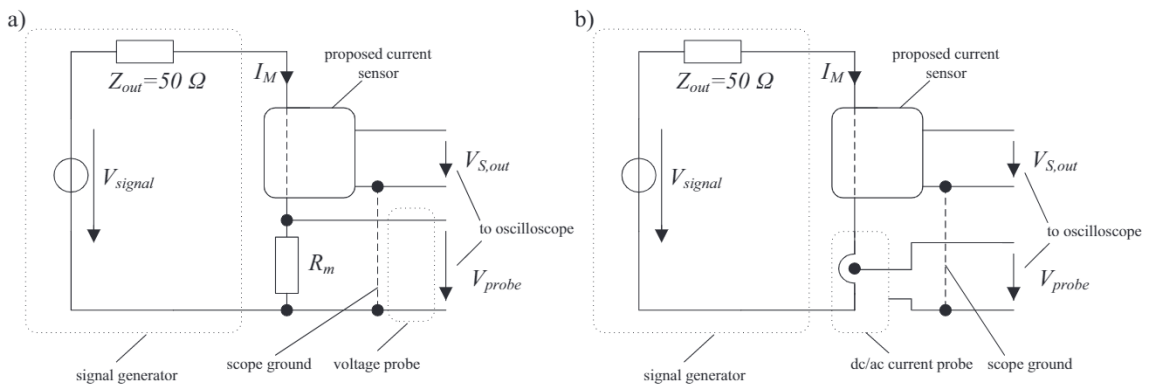 a)
Z_out=50 Ω
I_M
proposed current
sensor
V_signal
V_S,out
to oscilloscope
R_m
V_probe
scope ground
voltage probe
signal generator
b)
Z_out=50 Ω
I_M
proposed current
sensor
V_signal
V_S,out
to oscilloscope
V_probe
dc/ac current probe
scope ground
signal generator